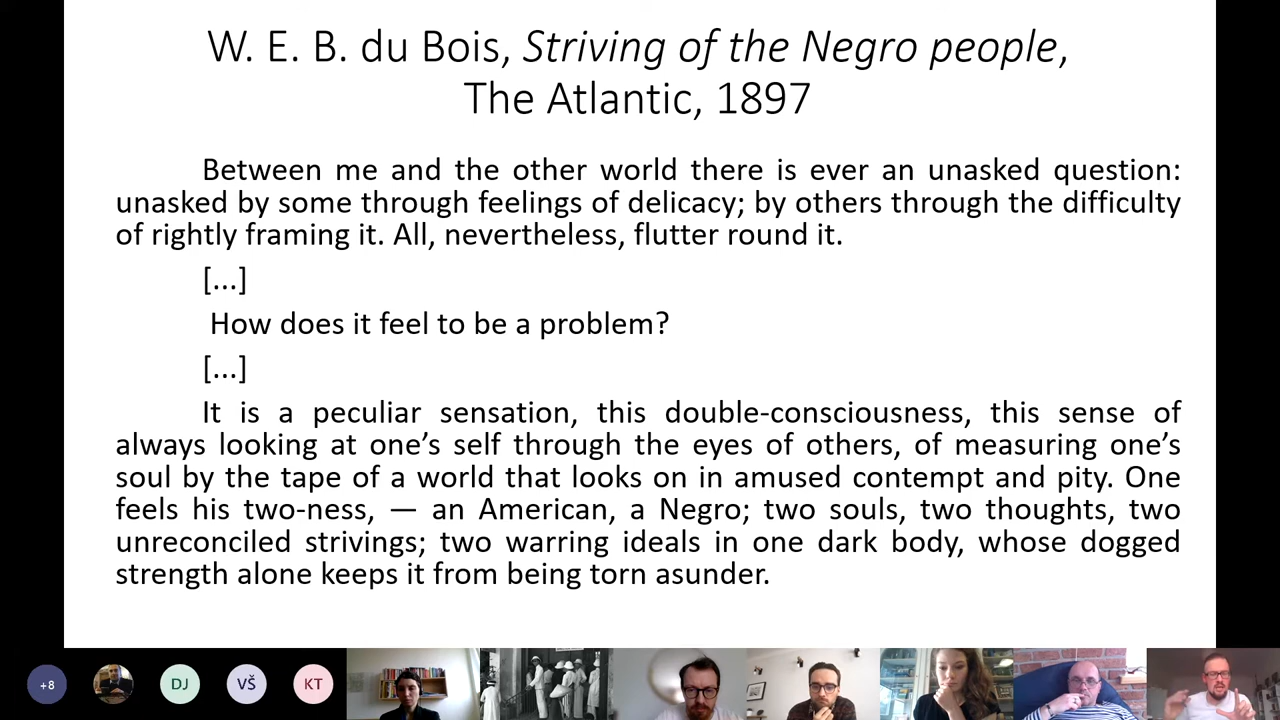 W. E. B. du Bois, Striving of the Negro people,
The Atlantic, 1897
Between me and the other world there is ever an unasked question:
unasked by some through feelings of delicacy; by others through the difficulty
of rightly framing it. All, nevertheless, flutter round it.
[...]
How does it feel to be a problem?
[...]
It is a peculiar sensation, this double-consciousness, this sense of
always looking at one’s self through the eyes of others, of measuring one’s
soul by the tape of a world that looks on in amused contempt and pity. One
feels his two-ness, — an American, a Negro; two souls, two thoughts, two
unreconciled strivings; two warring ideals in one dark body, whose dogged
strength alone keeps it from being torn asunder.
+8
DJ
VŠ
KT